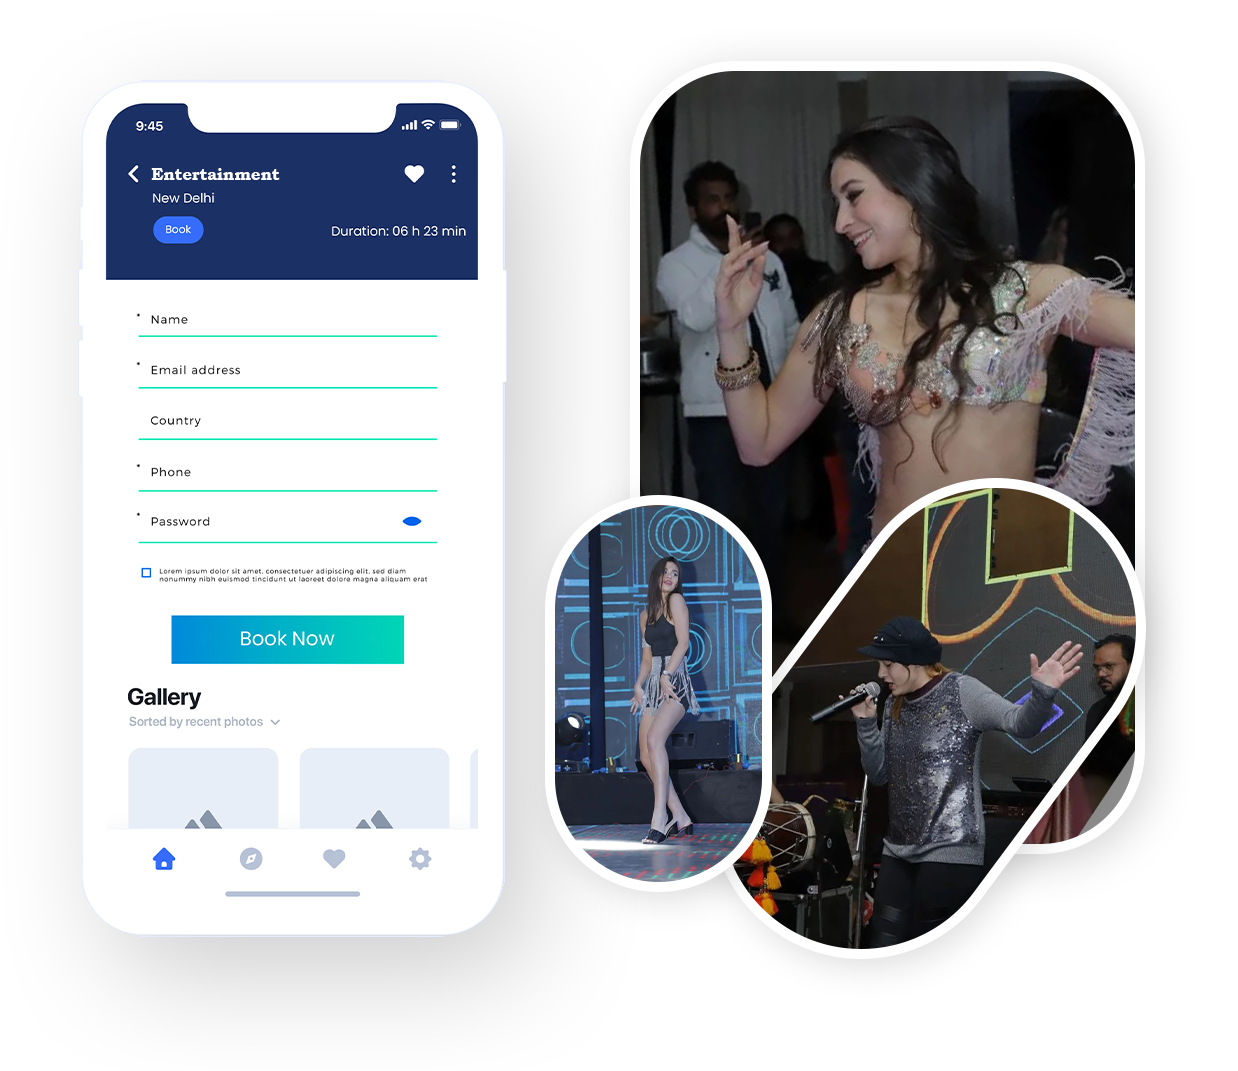 9:45
Entertainment
New Delhi
Book
Duration: 06 h 23 min
* Name
* Email address
Country
* Phone
* Password
Lorem ipsum dolor sit amet, consectetuer adipiscing elit, sed diam
nonummy nibh euismod tincidunt ut laoreet dolore magna aliquam erat
Book Now
Gallery
Sorted by recent photos